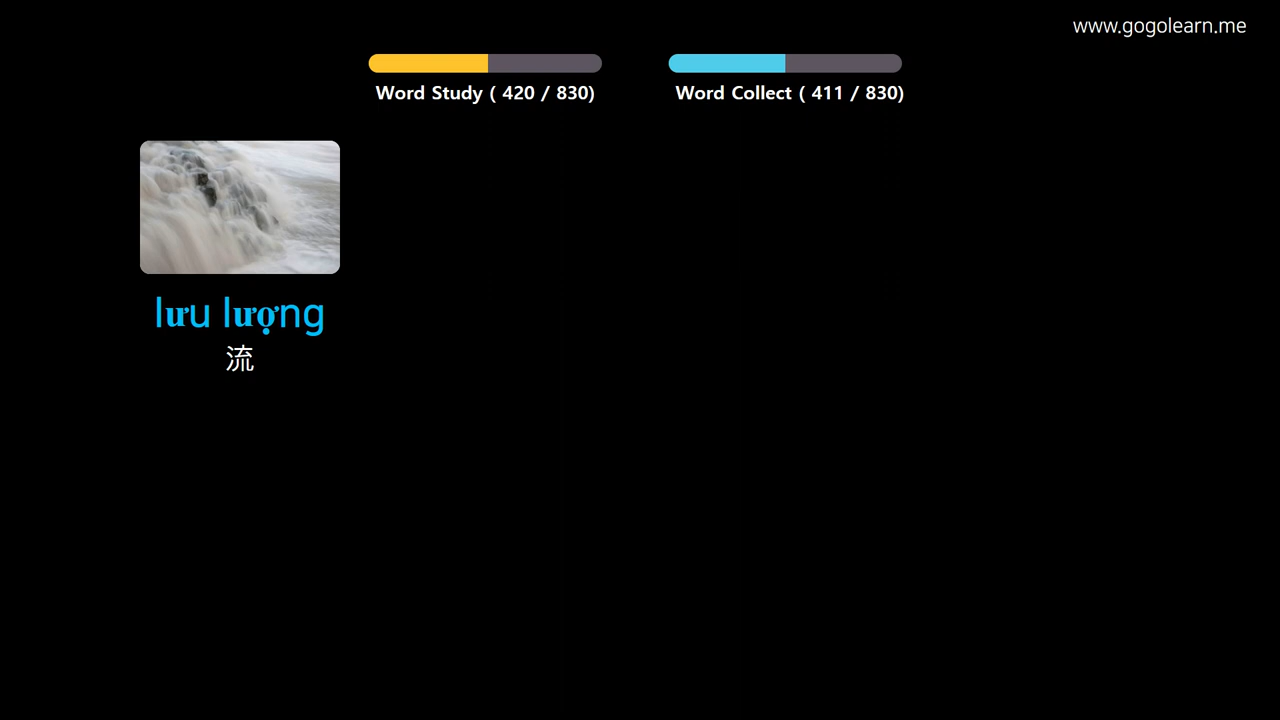 www.gogolearn.me
Word Study ( 420 / 830)
Word Collect ( 411 / 830)
lưu lượng
流